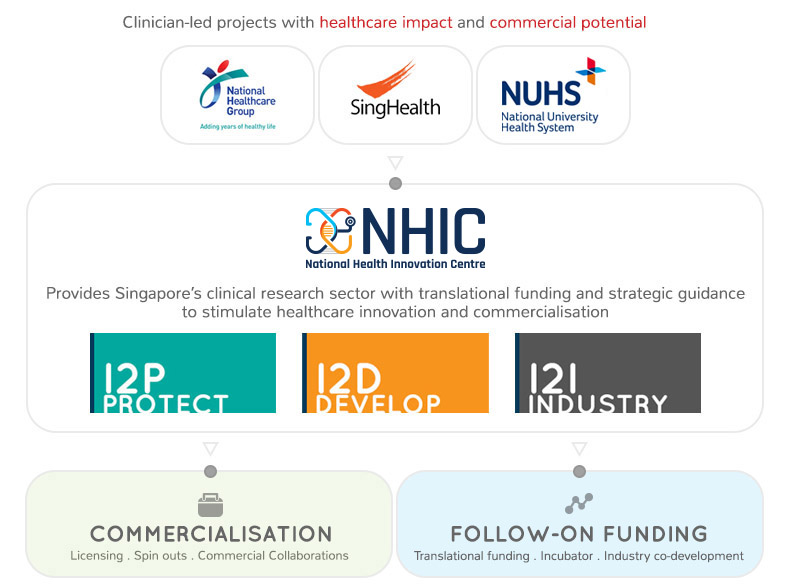 Clinician-led projects with healthcare impact and commercial potential
National
Healthcare
Group
Adding years of healthy life
SingHealth
NUHS
National University
Health System
NHIC
National Health Innovation Centre
Provides Singapore's clinical research sector with translational funding and strategic guidance
to stimulate healthcare innovation and commercialisation
I2P
PROTECT
I2D
DEVELOP
I2I
INDUSTRY
COMMERCIALISATION
Licensing . Spin outs . Commercial Collaborations
FOLLOW-ON FUNDING
Translational funding . Incubator . Industry co-development